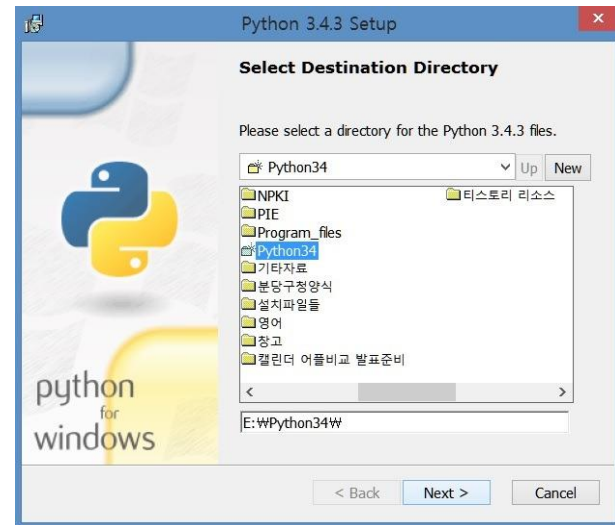 Python 3.4.3 Setup
Select Destination Directory
Please select a directory for the Python 3.4.3 files.
Python34
Up
New
NPKI
PIE
Program_files
Python34
기타자료
분당구청양식
설치파일들
영어
창고
캘린더 어플비교 발표준비
티스토리 리소스
E:₩Python34₩
python
for
windows
< Back
Next >
Cancel